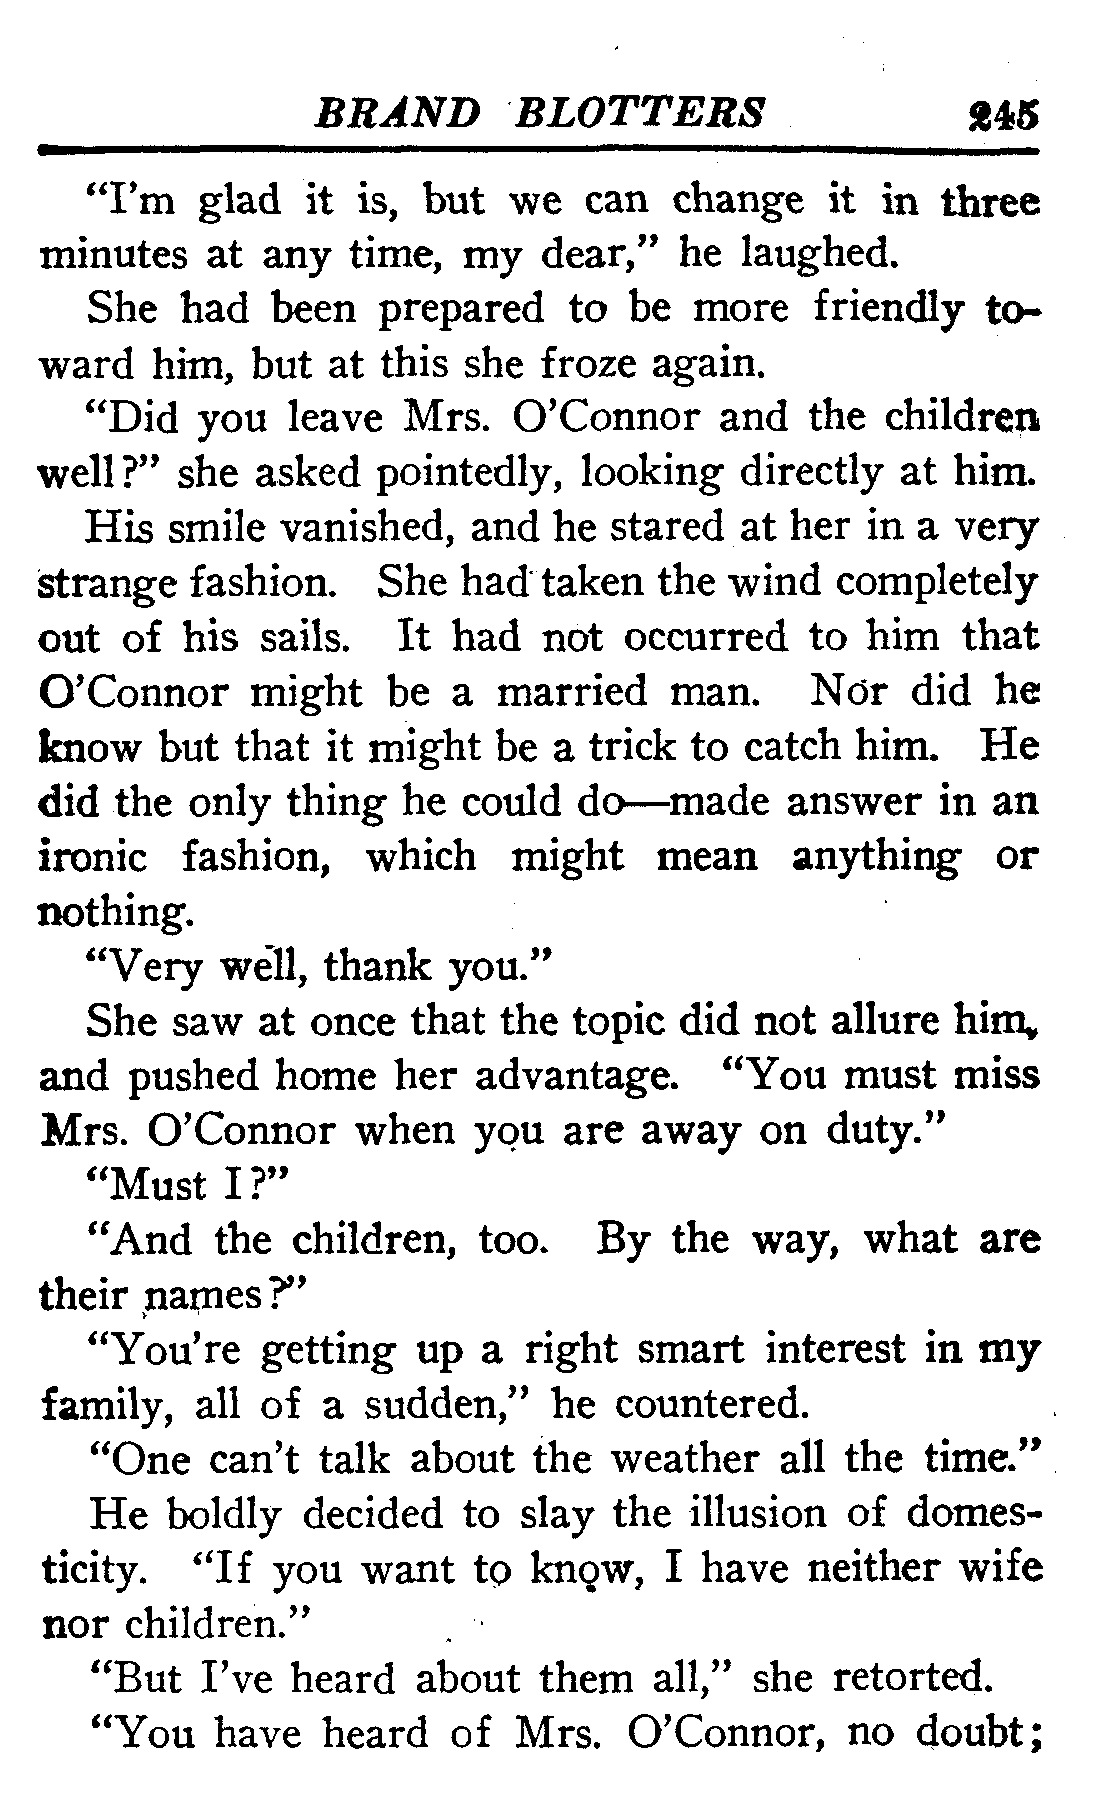 BRAND BLOTTERS 245
"I'm glad it is, but we can change it in three
minutes at any time, my dear," he laughed.
She had been prepared to be more friendly to-
ward him, but at this she froze again.
"Did you leave Mrs. O'Connor and the children
well?" she asked pointedly, looking directly at him.
His smile vanished, and he stared at her in a very
strange fashion. She had taken the wind completely
out of his sails. It had not occurred to him that
O'Connor might be a married man. Nor did he
know but that it might be a trick to catch him. He
did the only thing he could do—made answer in an
ironic fashion, which might mean anything or
nothing.
"Very well, thank you."
She saw at once that the topic did not allure him,
and pushed home her advantage. "You must miss
Mrs. O'Connor when you are away on duty."
"Must I?"
"And the children, too. By the way, what are
their names?"
"You're getting up a right smart interest in my
family, all of a sudden," he countered.
"One can't talk about the weather all the time."
He boldly decided to slay the illusion of domes-
ticity. "If you want to know, I have neither wife
nor children."
"But I've heard about them all," she retorted.
"You have heard of Mrs. O'Connor, no doubt;